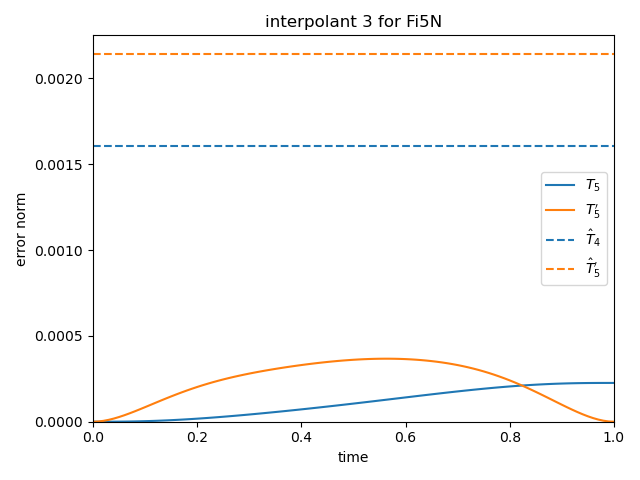 interpolant 3 for Fi5N
error norm
0.0020
0.0015
0.0010
0.0005
0.0000
T₅
T′₅
T̂₄
T̂′₅
0.0 0.2 0.4 0.6 0.8 1.0
time